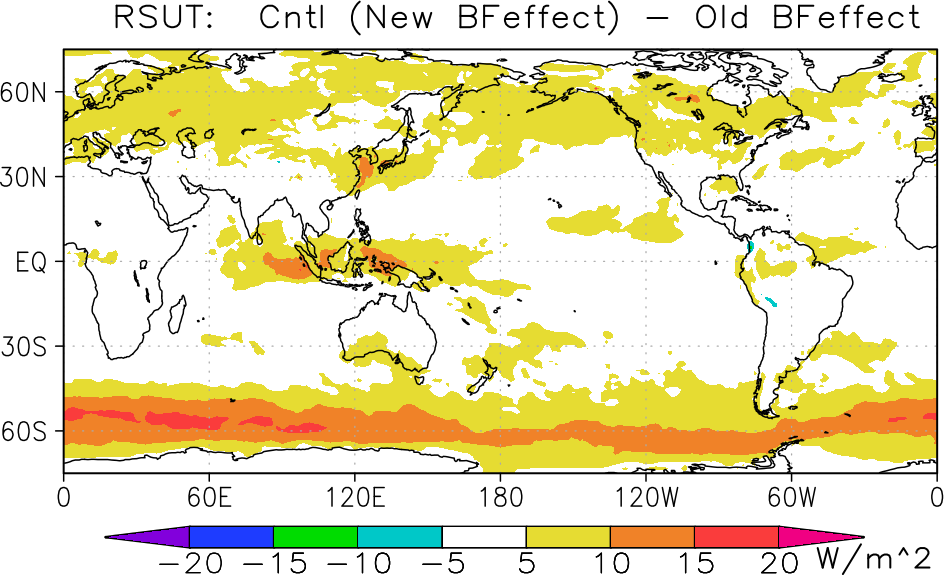 RSUT: Cntl (New BFeffect) − Old BFeffect
60N
30N
EQ
30S
60S
0 60E 120E 180 120W 60W 0
−20 −15 −10 −5 5 10 15 20 W/m^2